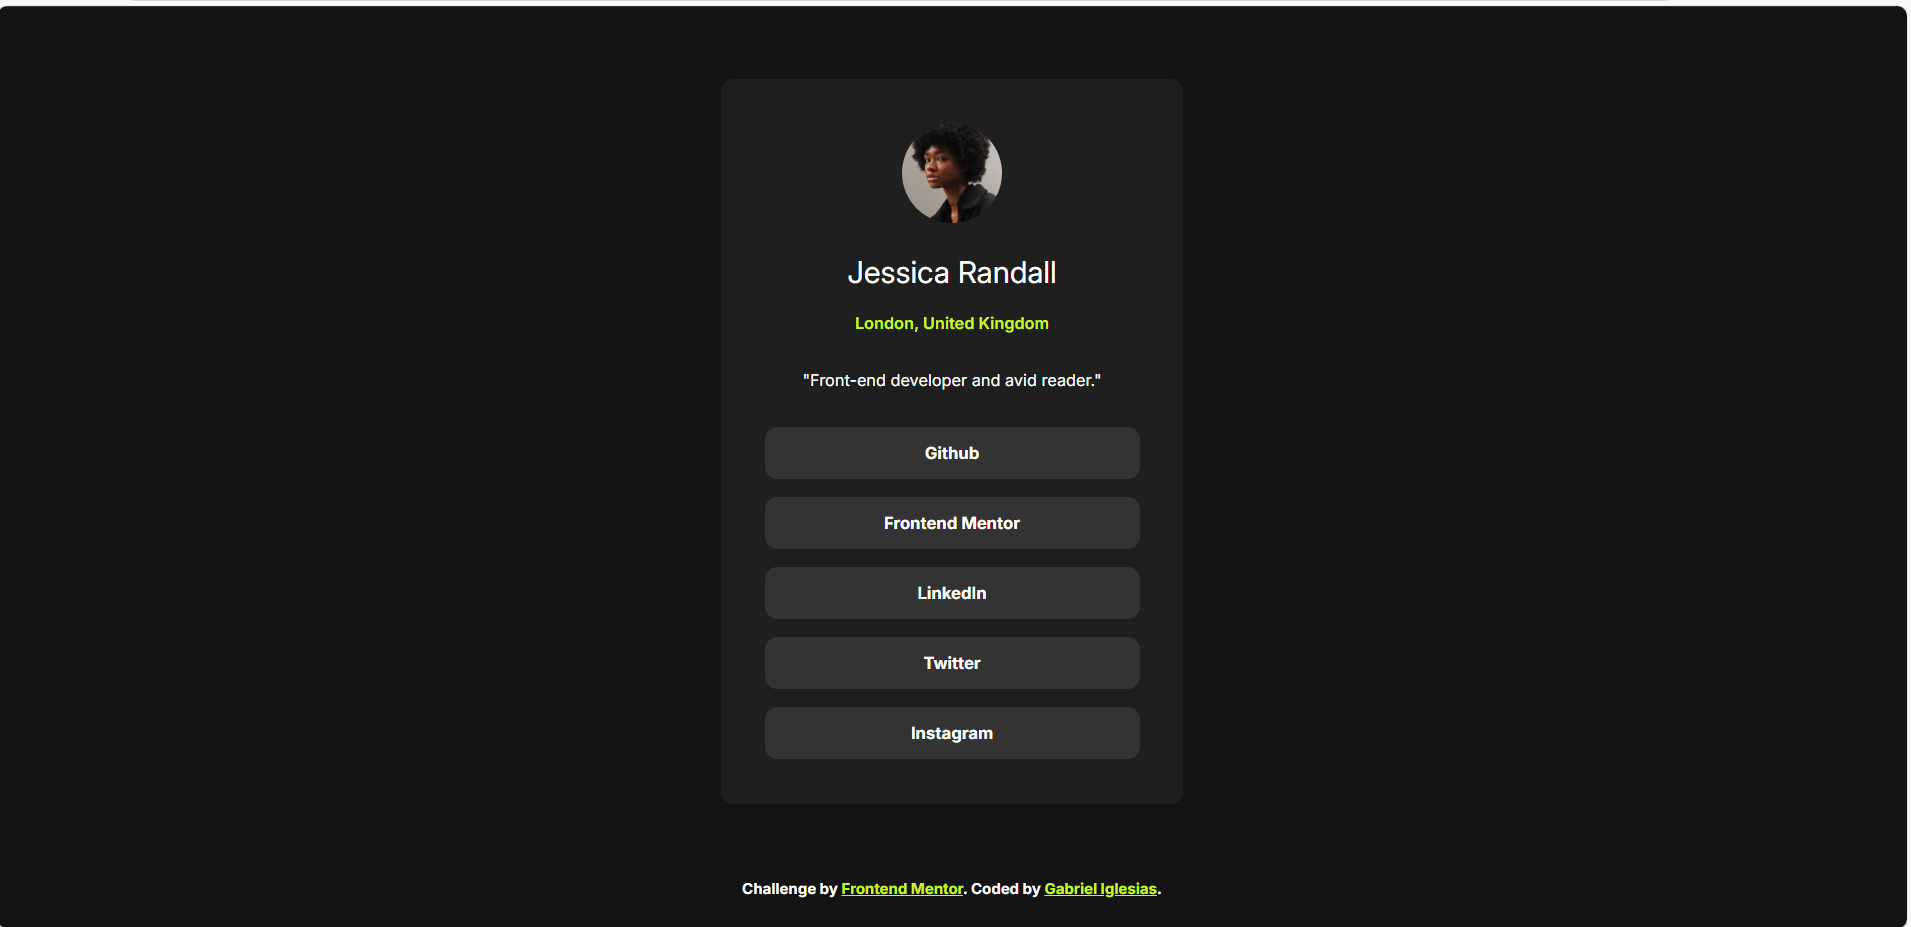 Jessica Randall
London, United Kingdom
"Front-end developer and avid reader."
Github
Frontend Mentor
LinkedIn
Twitter
Instagram
Challenge by Frontend Mentor. Coded by Gabriel Iglesias.